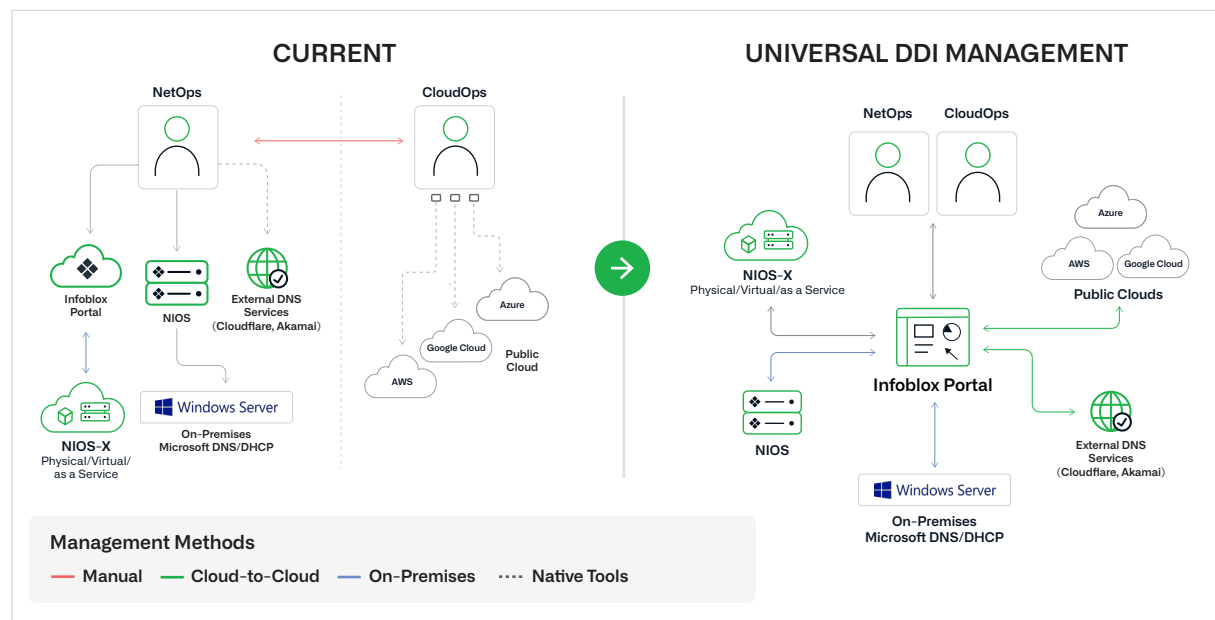 CURRENT
NetOps
CloudOps
Infoblox
Portal
NIOS
External DNS
Services
(Cloudflare, Akamai)
Azure
Google Cloud
AWS
Public
Cloud
NIOS-X
Physical/Virtual/
as a Service
Windows Server
On-Premises
Microsoft DNS/DHCP
UNIVERSAL DDI MANAGEMENT
NetOps
CloudOps
NIOS-X
Physical/Virtual/as a Service
Azure
AWS
Google Cloud
Public Clouds
Infoblox Portal
NIOS
External DNS
Services
(Cloudflare, Akamai)
Windows Server
On-Premises
Microsoft DNS/DHCP
Management Methods
Manual
Cloud-to-Cloud
On-Premises
Native Tools